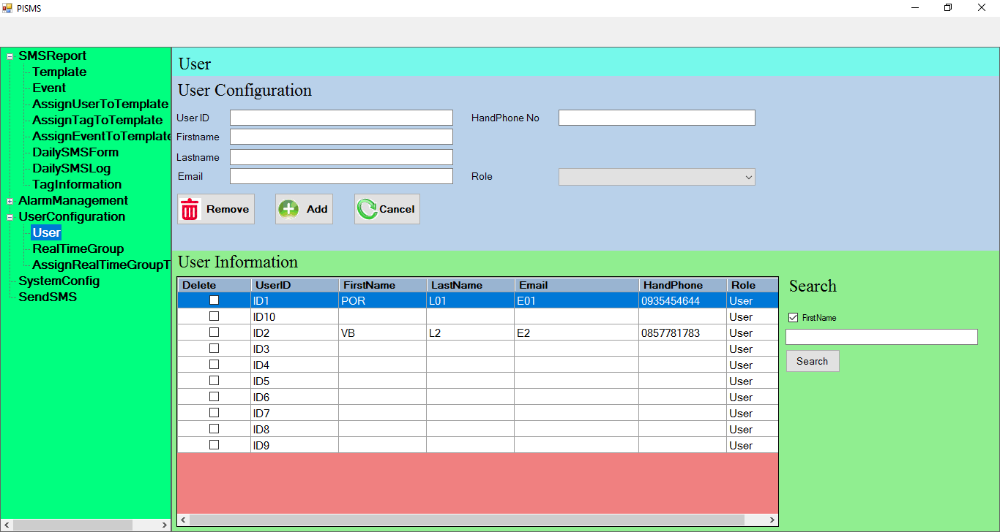 PISMS
SMSReport
Template
Event
AssignUserToTemplate
AssignTagToTemplate
AssignEventToTemplate
DailySMSForm
DailySMSLog
TagInformation
AlarmManagement
UserConfiguration
User
RealTimeGroup
AssignRealTimeGroupT
SystemConfig
SendSMS
User
User Configuration
User ID HandPhone No
Firstname
Lastname
Email Role
Remove Add Cancel
User Information
Delete UserID FirstName LastName Email HandPhone Role
ID1 POR L01 E01 0935454644 User
ID10 User
ID2 VB L2 E2 0857781783 User
ID3 User
ID4 User
ID5 User
ID6 User
ID7 User
ID8 User
ID9 User
Search
FirstName
Search